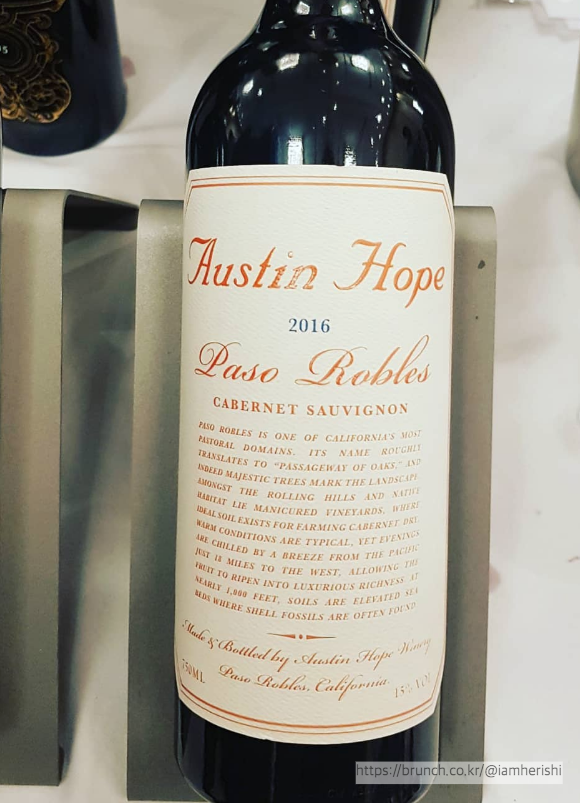 Austin Hope
2016
Paso Robles
CABERNET SAUVIGNON
PASO ROBLES IS ONE OF CALIFORNIA'S MOST
PASTORAL DOMAINS. ITS NAME ROUGHLY
TRANSLATES TO "PASSAGEWAY OF OAKS," AND
INDEED MAJESTIC TREES MARK THE LANDSCAPE.
AMONGST THE ROLLING HILLS AND NATIVE
HABITAT LIE MANICURED VINEYARDS, WHERE
IDEAL SOIL EXISTS FOR FARMING CABERNET. DRY,
WARM CONDITIONS ARE TYPICAL, YET EVENINGS
ARE CHILLED BY A BREEZE FROM THE PACIFIC
JUST 18 MILES TO THE WEST, ALLOWING THE
FRUIT TO RIPEN INTO LUXURIOUS RICHNESS. AT
NEARLY 1,000 FEET, SOILS ARE ELEVATED SEA
BEDS WHERE SHELL FOSSILS ARE OFTEN FOUND.
Made & Bottled by Austin Hope Winery
750ML
Paso Robles, California
15% VOL
https://brunch.co.kr/@iamherishi